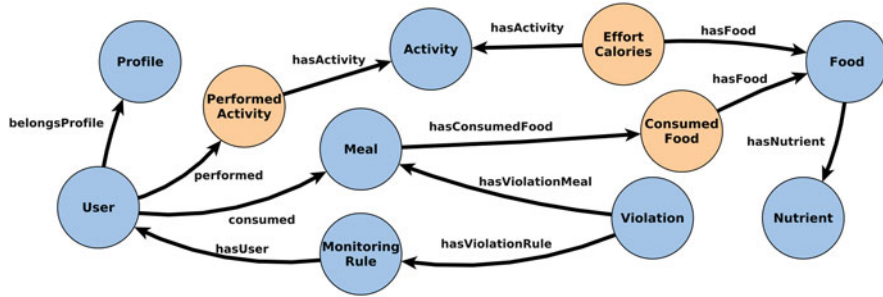 hasActivity
Effort
Calories
hasFood
Profile
Activity
Food
hasActivity
hasFood
Performed
Activity
belongsProfile
hasConsumedFood
Consumed
Food
Meal
hasNutrient
performed
hasViolationMeal
User
consumed
Violation
Nutrient
hasUser
Monitoring
Rule
hasViolationRule